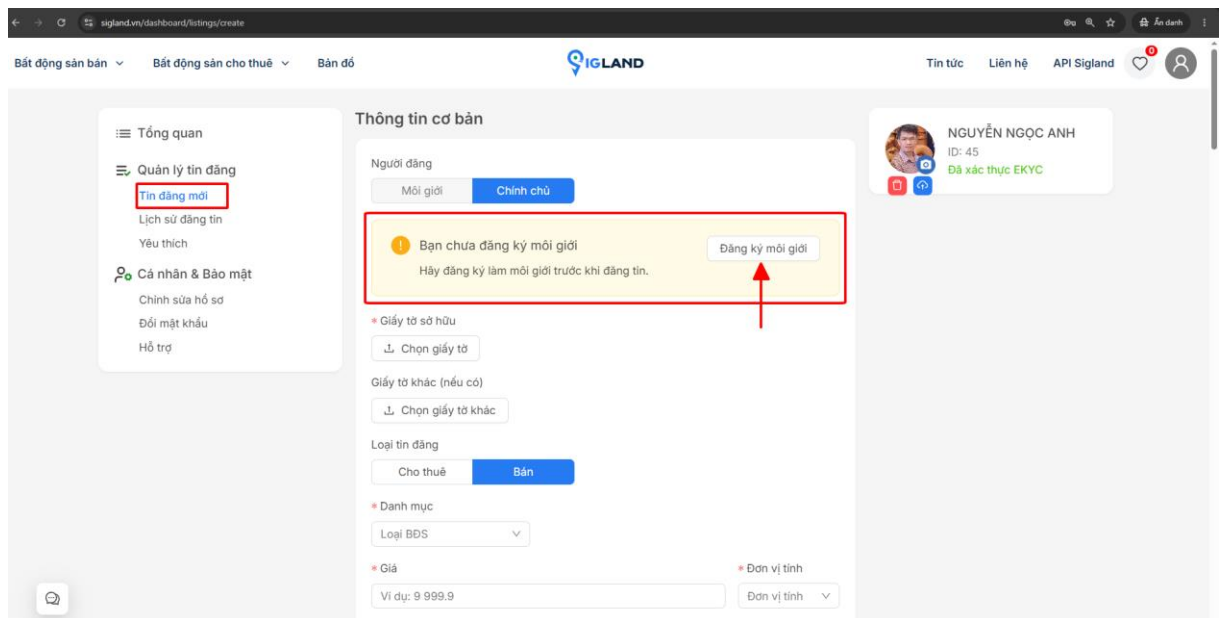 sigland.vn/dashboard/listings/create
Ẩn danh
Bất động sản bán
Bất động sản cho thuê
Bản đồ
SIGLAND
Tin tức
Liên hệ
API Sigland
0
Tổng quan
Quản lý tin đăng
Tin đăng mới
Lịch sử đăng tin
Yêu thích
Cá nhân & Bảo mật
Chỉnh sửa hồ sơ
Đổi mật khẩu
Hỗ trợ
Thông tin cơ bản
Người đăng
Môi giới
Chính chủ
Bạn chưa đăng ký môi giới
Hãy đăng ký làm môi giới trước khi đăng tin.
Đăng ký môi giới
* Giấy tờ sở hữu
Chọn giấy tờ
Giấy tờ khác (nếu có)
Chọn giấy tờ khác
Loại tin đăng
Cho thuê
Bán
* Danh mục
Loại BĐS
* Giá
Ví dụ: 9 999.9
* Đơn vị tính
Đơn vị tính
NGUYỄN NGỌC ANH
ID: 45
Đã xác thực EKYC